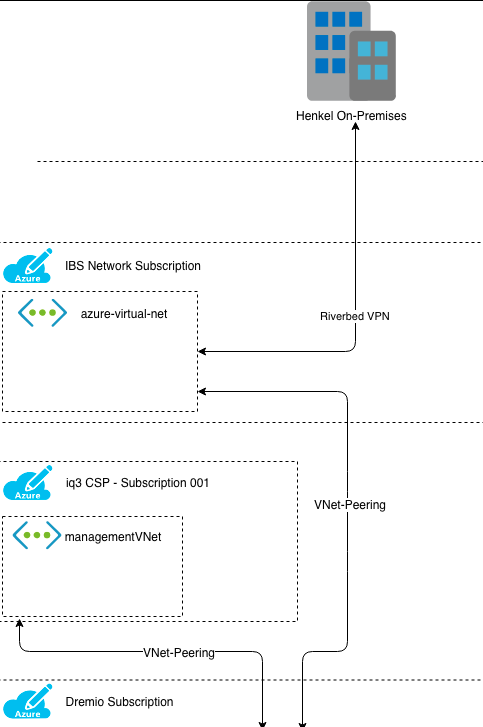 Henkel On-Premises
Azure
IBS Network Subscription
azure-virtual-net
Riverbed VPN
Azure
iq3 CSP - Subscription 001
VNet-Peering
managementVNet
VNet-Peering
Azure
Dremio Subscription